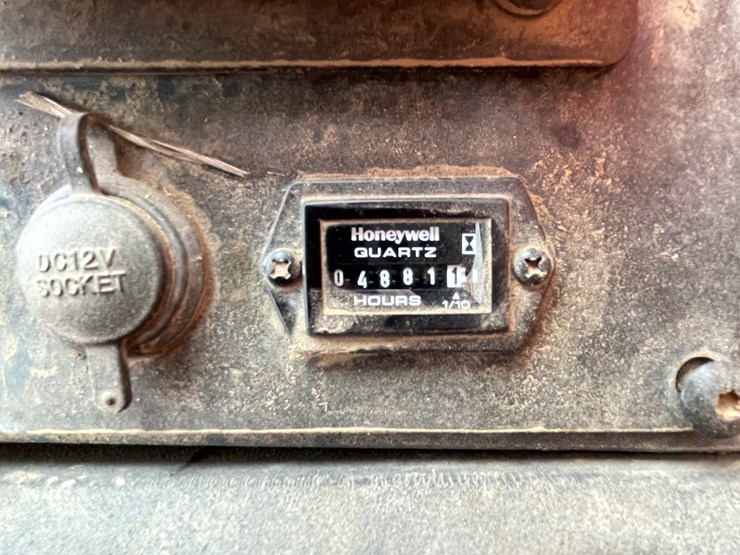 DC12V
SOCKET
Honeywell
QUARTZ
048811
HOURS
1/10